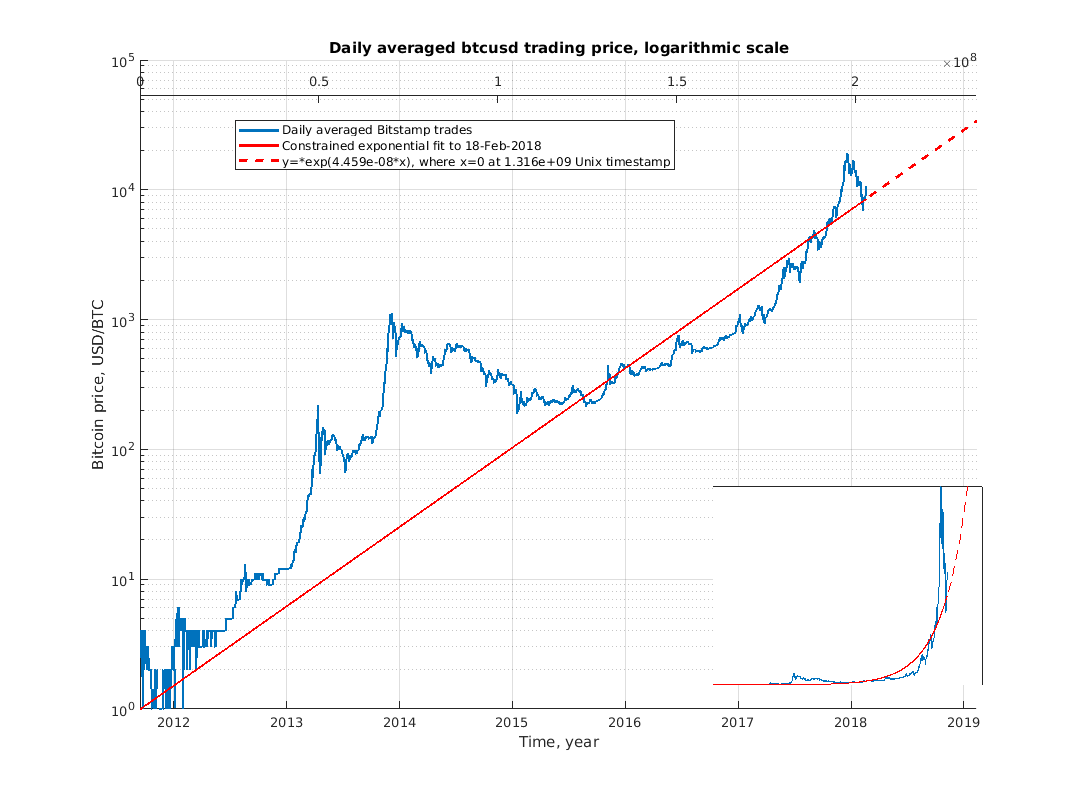 Daily averaged btcusd trading price, logarithmic scale
10^5
×10^8
0 0.5 1 1.5 2
Daily averaged Bitstamp trades
Constrained exponential fit to 18-Feb-2018
y=*exp(4.459e-08*x), where x=0 at 1.316e+09 Unix timestamp
10^4
10^3
10^2
10^1
10^0
Bitcoin price, USD/BTC
2012 2013 2014 2015 2016 2017 2018 2019
Time, year